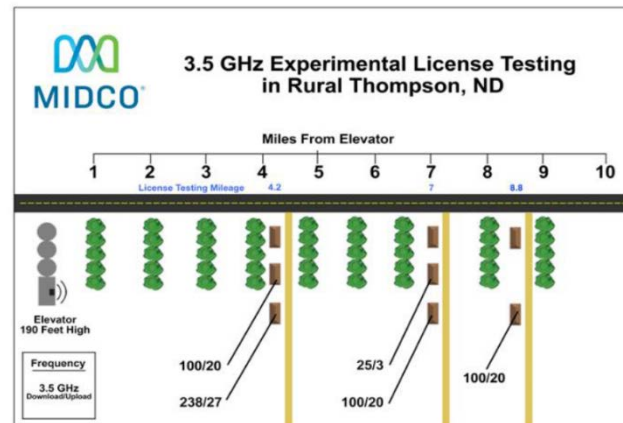 MIDCO®
3.5 GHz Experimental License Testing
in Rural Thompson, ND
Miles From Elevator
1 2 3 4 5 6 7 8 9 10
License Testing Mileage 4.2 7 8.8
Elevator
190 Feet High
Frequency
3.5 GHz
Download/Upload
100/20
238/27
25/3
100/20
100/20